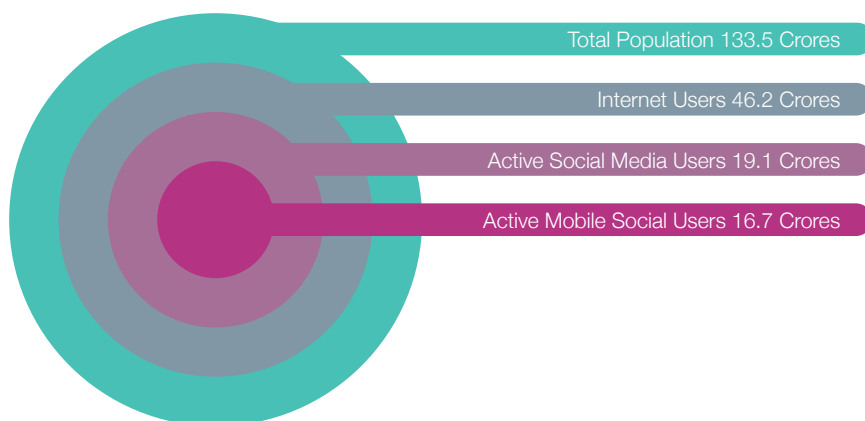 Total Population 133.5 Crores
Internet Users 46.2 Crores
Active Social Media Users 19.1 Crores
Active Mobile Social Users 16.7 Crores